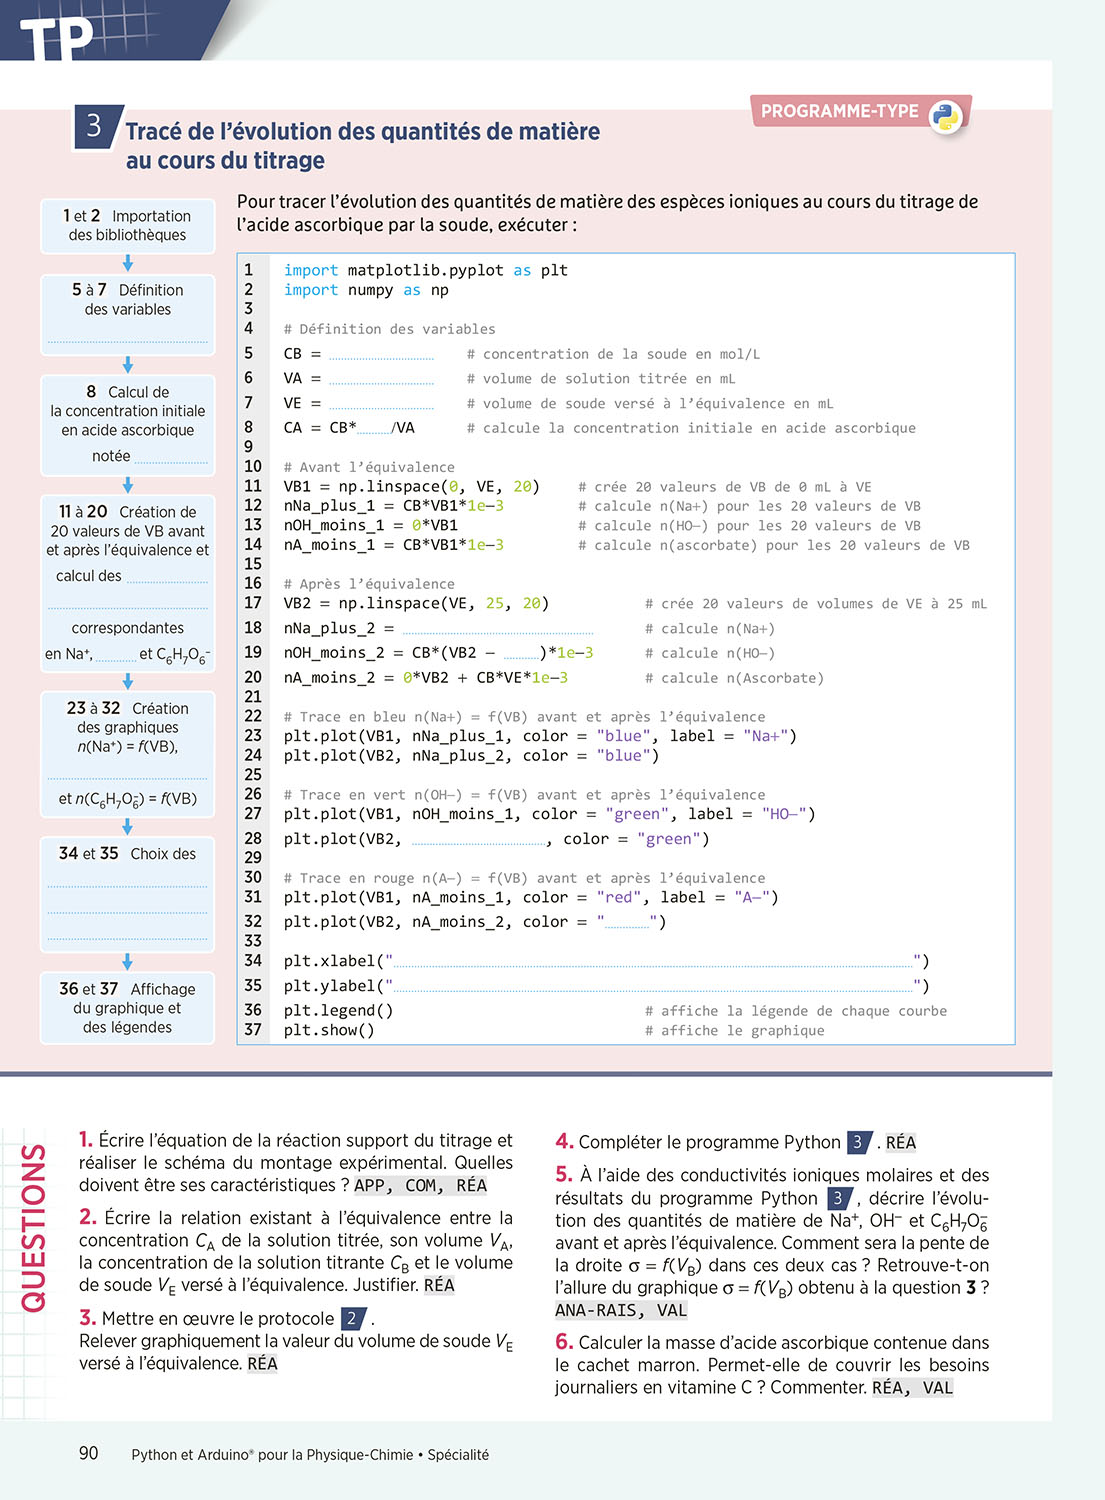 TP
PROGRAMME-TYPE
3 Tracé de l’évolution des quantités de matière
au cours du titrage
1 et 2 Importation
des bibliothèques
5 à 7 Définition
des variables
8 Calcul de
la concentration initiale
en acide ascorbique
notée
11 à 20 Création de
20 valeurs de VB avant
et après l’équivalence et
calcul des
correspondantes
en Na⁺, et C₆H₇O₆⁻
23 à 32 Création
des graphiques
n(Na⁺) = f(VB),
et n(C₆H₇O₆⁻) = f(VB)
34 et 35 Choix des
36 et 37 Affichage
du graphique et
des légendes
Pour tracer l’évolution des quantités de matière des espèces ioniques au cours du titrage de
l’acide ascorbique par la soude, exécuter :
1 import matplotlib.pyplot as plt
2 import numpy as np
3
4 # Définition des variables
5 CB = # concentration de la soude en mol/L
6 VA = # volume de solution titrée en mL
7 VE = # volume de soude versé à l’équivalence en mL
8 CA = CB* /VA # calcule la concentration initiale en acide ascorbique
9
10 # Avant l’équivalence
11 VB1 = np.linspace(0, VE, 20) # crée 20 valeurs de VB de 0 mL à VE
12 nNa_plus_1 = CB*VB1*1e–3 # calcule n(Na+) pour les 20 valeurs de VB
13 nOH_moins_1 = 0*VB1 # calcule n(HO–) pour les 20 valeurs de VB
14 nA_moins_1 = CB*VB1*1e–3 # calcule n(ascorbate) pour les 20 valeurs de VB
15
16 # Après l’équivalence
17 VB2 = np.linspace(VE, 25, 20) # crée 20 valeurs de volumes de VE à 25 mL
18 nNa_plus_2 = # calcule n(Na+)
19 nOH_moins_2 = CB*(VB2 – )*1e–3 # calcule n(HO–)
20 nA_moins_2 = 0*VB2 + CB*VE*1e–3 # calcule n(Ascorbate)
21
22 # Trace en bleu n(Na+) = f(VB) avant et après l’équivalence
23 plt.plot(VB1, nNa_plus_1, color = "blue", label = "Na+")
24 plt.plot(VB2, nNa_plus_2, color = "blue")
25
26 # Trace en vert n(OH–) = f(VB) avant et après l’équivalence
27 plt.plot(VB1, nOH_moins_1, color = "green", label = "HO–")
28 plt.plot(VB2, , color = "green")
29
30 # Trace en rouge n(A–) = f(VB) avant et après l’équivalence
31 plt.plot(VB1, nA_moins_1, color = "red", label = "A–")
32 plt.plot(VB2, nA_moins_2, color = " ")
33
34 plt.xlabel(" ")
35 plt.ylabel(" ")
36 plt.legend() # affiche la légende de chaque courbe
37 plt.show() # affiche le graphique
QUESTIONS
1. Écrire l’équation de la réaction support du titrage et
réaliser le schéma du montage expérimental. Quelles
doivent être ses caractéristiques ? APP, COM, RÉA
2. Écrire la relation existant à l’équivalence entre la
concentration C_A de la solution titrée, son volume V_A,
la concentration de la solution titrante C_B et le volume
de soude V_E versé à l’équivalence. Justifier. RÉA
3. Mettre en œuvre le protocole 2 .
Relever graphiquement la valeur du volume de soude V_E
versé à l’équivalence. RÉA
4. Compléter le programme Python 3 . RÉA
5. À l’aide des conductivités ioniques molaires et des
résultats du programme Python 3 , décrire l’évolu-
tion des quantités de matière de Na⁺, OH⁻ et C₆H₇O₆⁻
avant et après l’équivalence. Comment sera la pente de
la droite σ = f(V_B) dans ces deux cas ? Retrouve-t-on
l’allure du graphique σ = f(V_B) obtenu à la question 3 ?
ANA-RAIS, VAL
6. Calculer la masse d’acide ascorbique contenue dans
le cachet marron. Permet-elle de couvrir les besoins
journaliers en vitamine C ? Commenter. RÉA, VAL
90 Python et Arduino® pour la Physique-Chimie • Spécialité